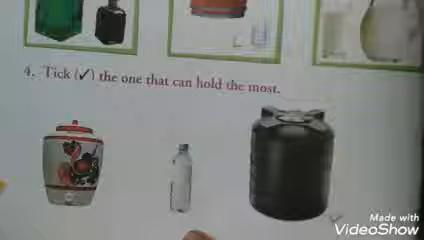 4. Tick (✓) the one that can hold the most.
Made with
VideoShow